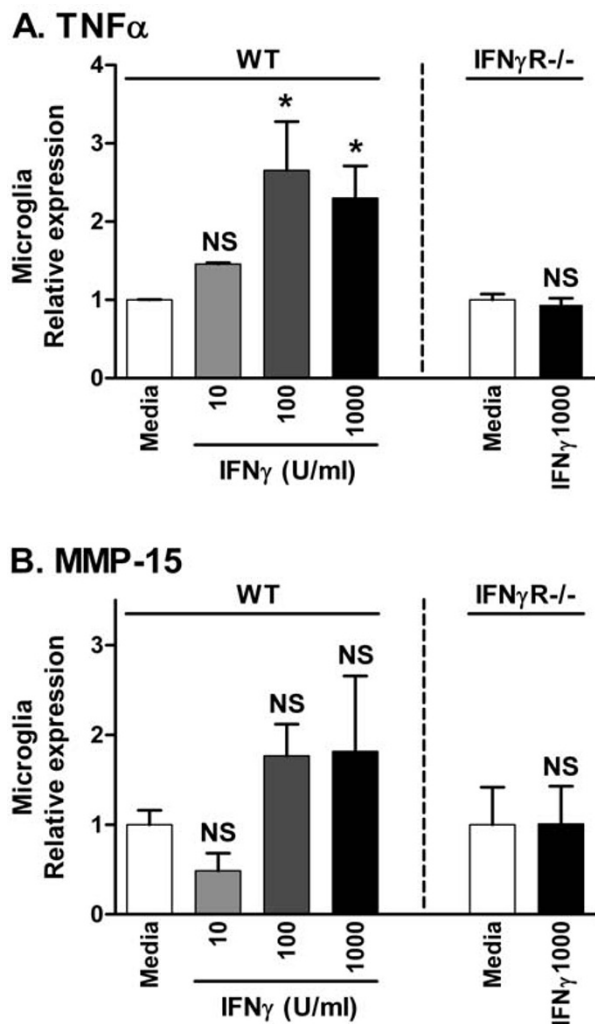 A. TNFα
WT
IFNγR-/-
Microglia
Relative expression
4
3
2
1
0
NS
*
*
NS
Media
10
100
1000
Media
IFNγ1000
IFNγ (U/ml)
B. MMP-15
WT
IFNγR-/-
Microglia
Relative expression
3
2
1
0
NS
NS
NS
NS
Media
10
100
1000
Media
IFNγ1000
IFNγ (U/ml)